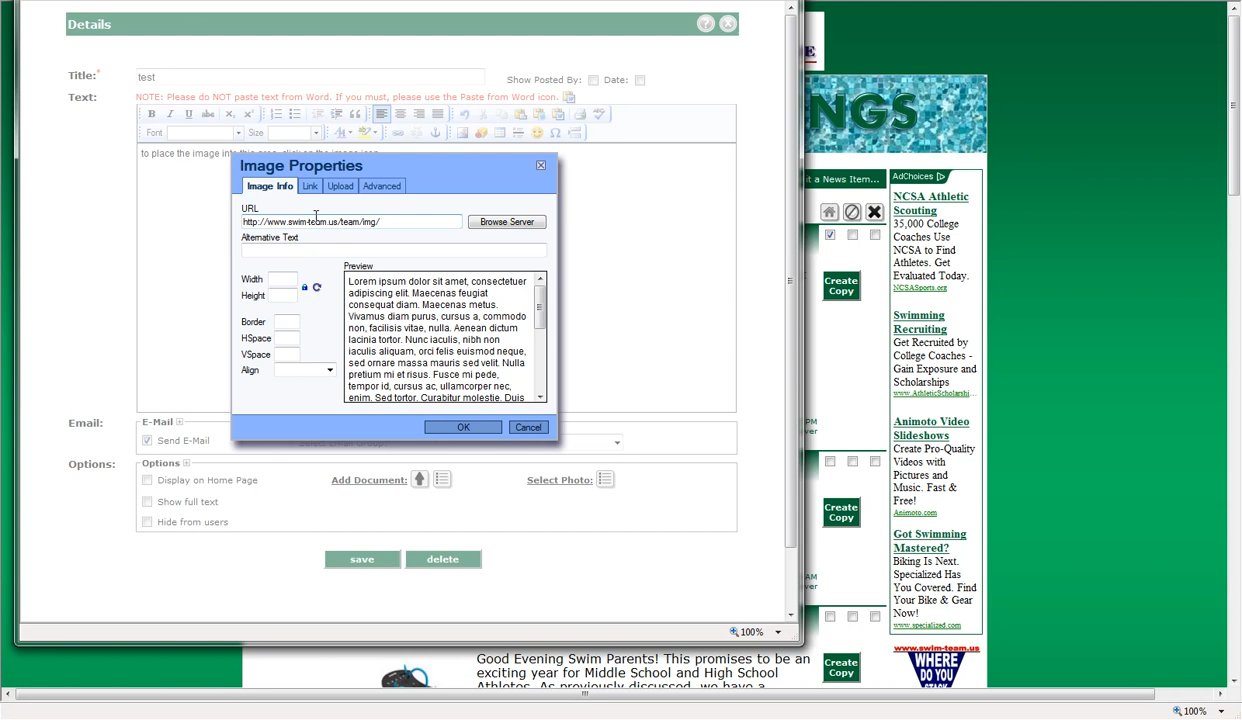 Details
Title:*
test
Show Posted By:
Date:
Text:
NOTE: Please do NOT paste text from Word. If you must, please use the Paste from Word icon.
Font
Size
to place the image into this area, click on the image icon
Image Properties
Image Info
Link
Upload
Advanced
URL
http://www.swim-team.us/team/img/
Browse Server
Alternative Text
Preview
Width
Height
Border
HSpace
VSpace
Align
Lorem ipsum dolor sit amet, consectetuer
adipiscing elit. Maecenas feugiat
consequat diam. Maecenas metus.
Vivamus diam purus, cursus a, commodo
non, facilisis vitae, nulla. Aenean dictum
lacinia tortor. Nunc iaculis, nibh non
iaculis aliquam, orci felis euismod neque,
sed ornare massa mauris sed velit. Nulla
pretium mi et risus. Fusce mi pede,
tempor id, cursus ac, ullamcorper nec,
enim. Sed tortor. Curabitur molestie. Duis
OK
Cancel
Email:
E-Mail
Send E-Mail
Options:
Options
Display on Home Page
Add Document:
Select Photo:
Show full text
Hide from users
save
delete
100%
E
NGS
t a News Item...
Create
Copy
PM
ver
Create
Copy
AM
ver
Create
Copy
AdChoices
NCSA Athletic
Scouting
35,000 College
Coaches Use
NCSA to Find
Athletes. Get
Evaluated Today.
NCSASports.org
Swimming
Recruiting
Get Recruited by
College Coaches -
Gain Exposure and
Scholarships
www.AthleticScholarshi...
Animoto Video
Slideshows
Create Pro-Quality
Videos with
Pictures and
Music. Fast &
Free!
Animoto.com
Got Swimming
Mastered?
Biking Is Next.
Specialized Has
You Covered. Find
Your Bike & Gear
Now!
www.specialized.com
www.swim-team.us
WHERE
DO YOU
STACK
Good Evening Swim Parents! This promises to be an
exciting year for Middle School and High School
Athletes. As previously discussed, we have a
100%